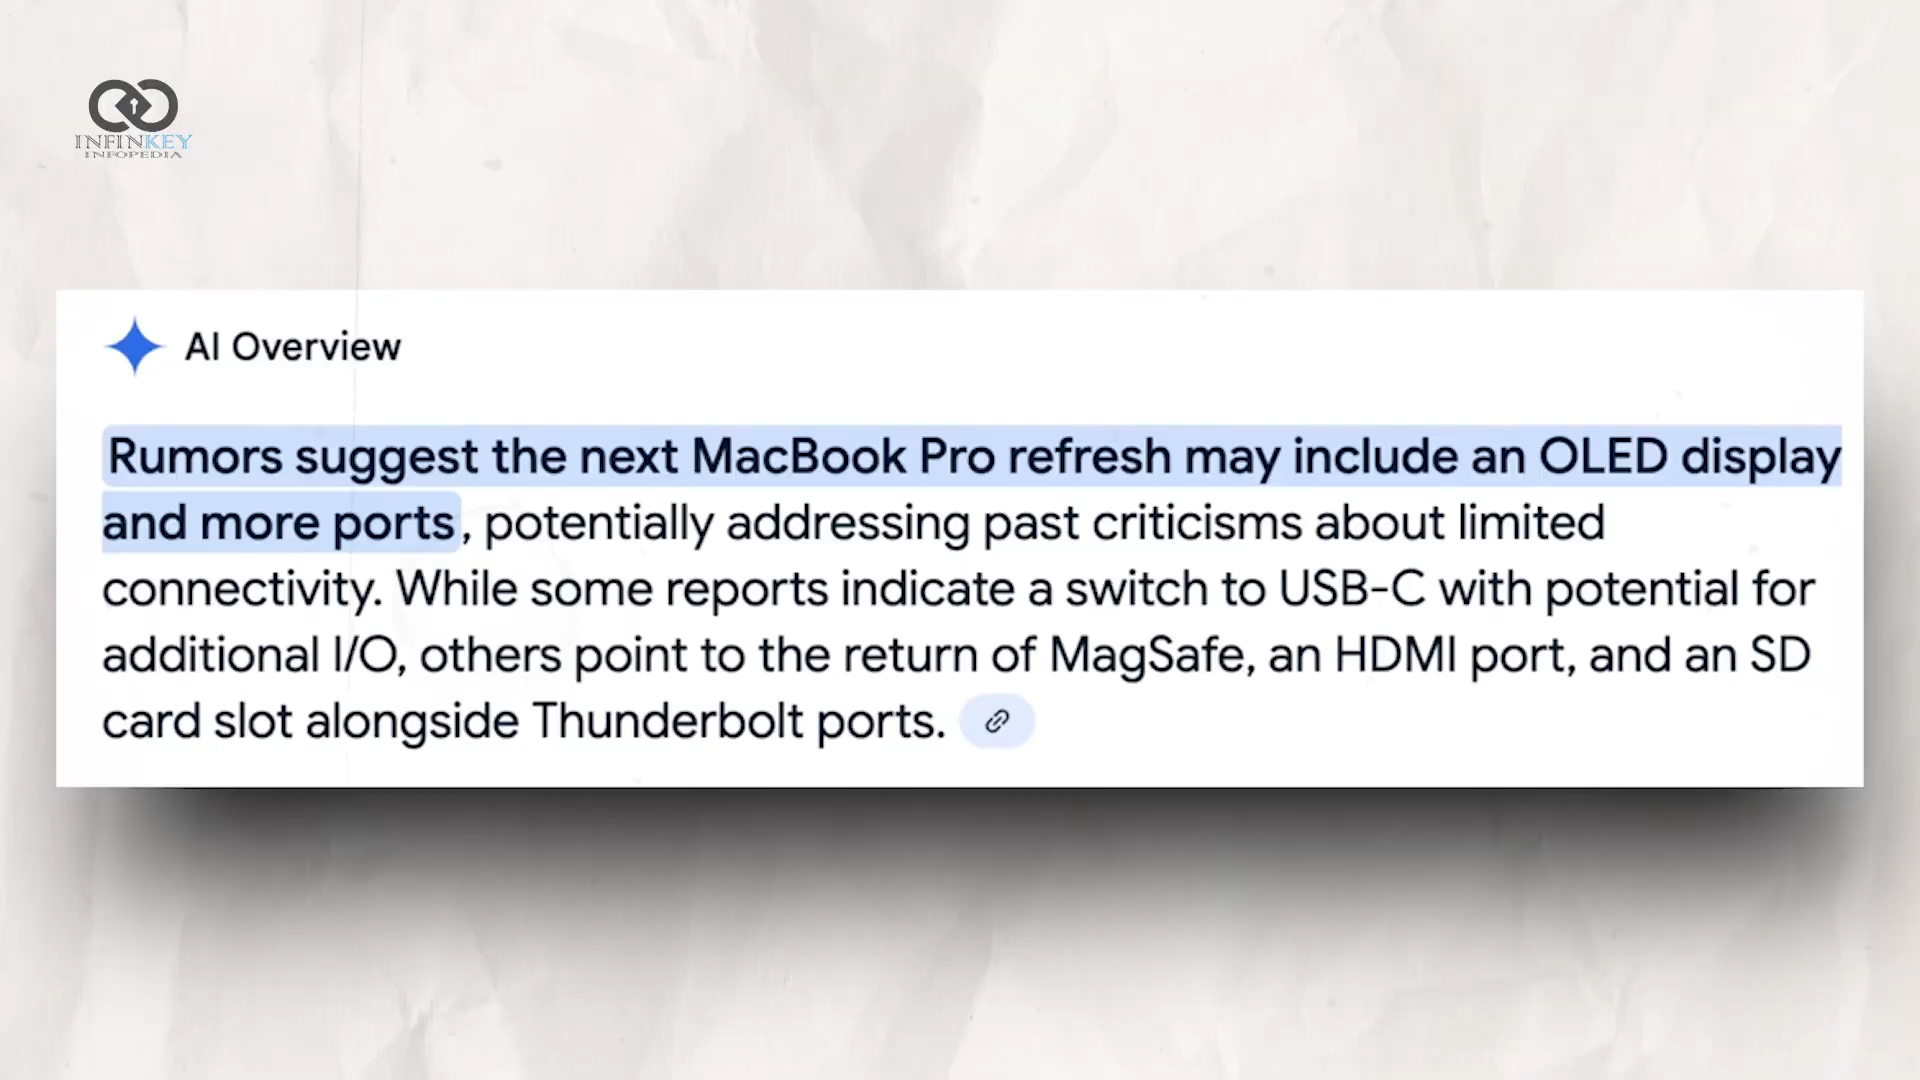 INFINKEY
INFOPEDIA
AI Overview
Rumors suggest the next MacBook Pro refresh may include an OLED display
and more ports, potentially addressing past criticisms about limited
connectivity. While some reports indicate a switch to USB-C with potential for
additional I/O, others point to the return of MagSafe, an HDMI port, and an SD
card slot alongside Thunderbolt ports.